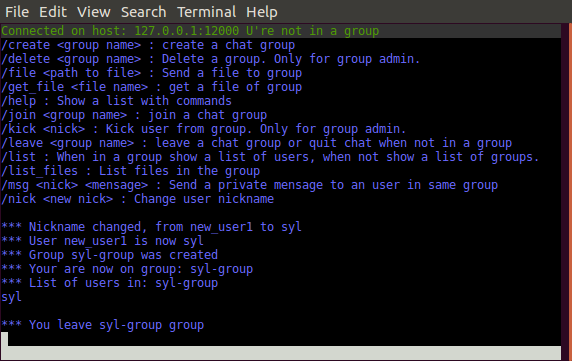 File Edit View Search Terminal Help
Connected on host: 127.0.0.1:12000 U're not in a group
/create <group name> : create a chat group
/delete <group name> : Delete a group. Only for group admin.
/file <path to file> : Send a file to group
/get_file <file name> : get a file of group
/help : Show a list with commands
/join <group name> : join a chat group
/kick <nick> : Kick user from group. Only for group admin.
/leave <group name> : leave a chat group or quit chat when not in a group
/list : When in a group show a list of users, when not show a list of groups.
/list_files : List files in the group
/msg <nick> <mensage> : Send a private mensage to an user in same group
/nick <new nick> : Change user nickname
*** Nickname changed, from new_user1 to syl
*** User new_user1 is now syl
*** Group syl-group was created
*** Your are now on group: syl-group
*** List of users in: syl-group
syl
*** You leave syl-group group